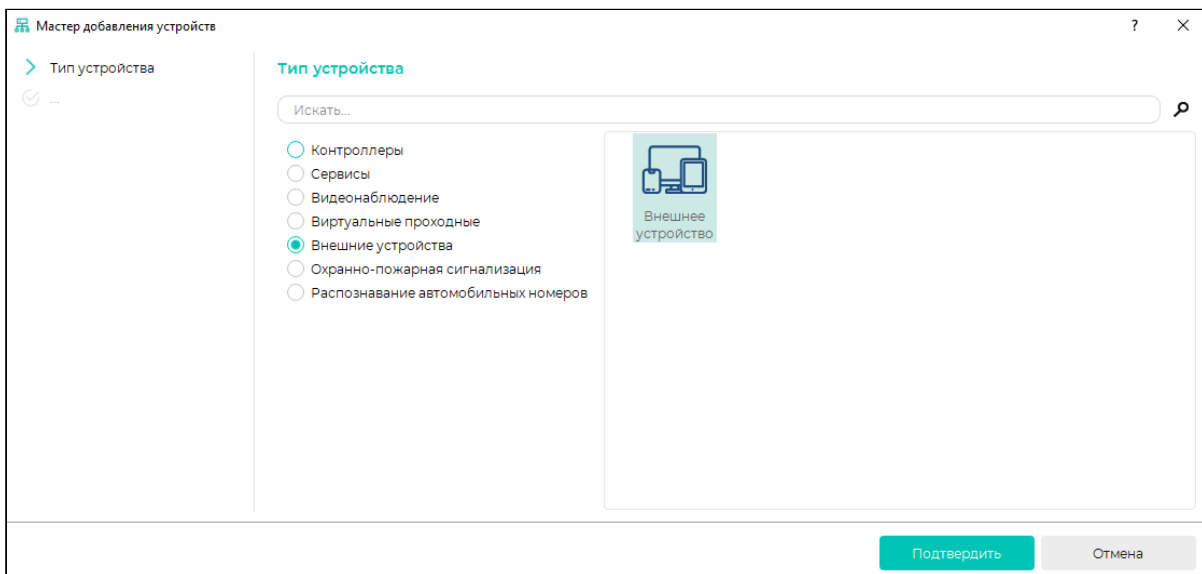 Мастер добавления устройств
?
Тип устройства
...
Тип устройства
Искать...
Контроллеры
Сервисы
Видеонаблюдение
Виртуальные проходные
Внешние устройства
Охранно-пожарная сигнализация
Распознавание автомобильных номеров
Внешнее
устройство
Подтвердить
Отмена